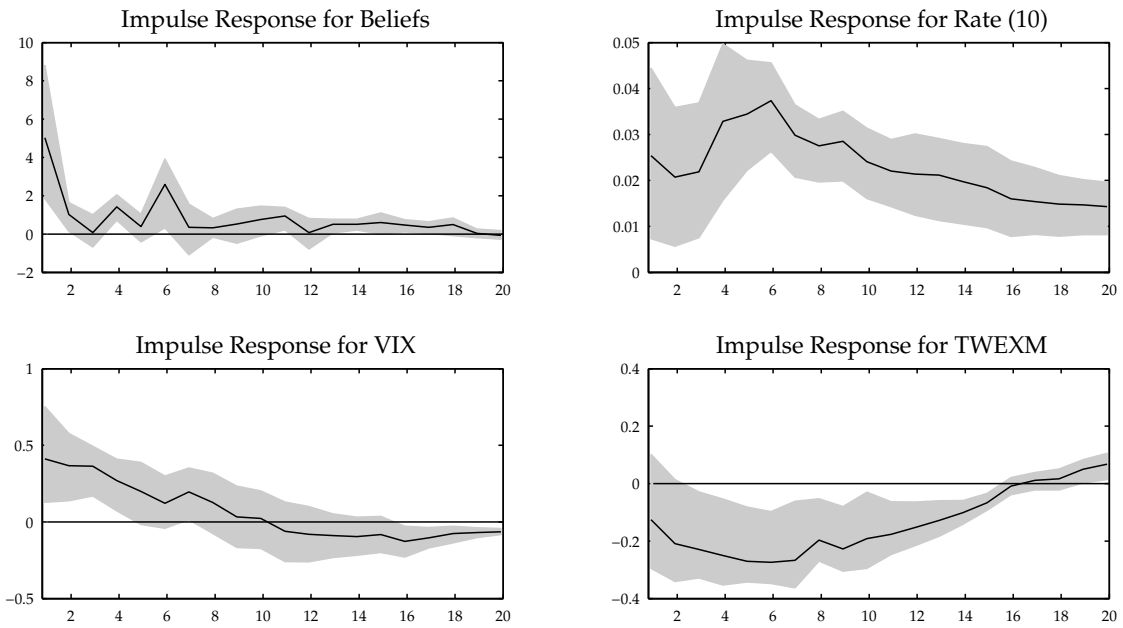 Impulse Response for Beliefs
10
8
6
4
2
0
−2
2 4 6 8 10 12 14 16 18 20
Impulse Response for Rate (10)
0.05
0.04
0.03
0.02
0.01
0
2 4 6 8 10 12 14 16 18 20
Impulse Response for VIX
1
0.5
0
−0.5
2 4 6 8 10 12 14 16 18 20
Impulse Response for TWEXM
0.4
0.2
0
−0.2
−0.4
2 4 6 8 10 12 14 16 18 20